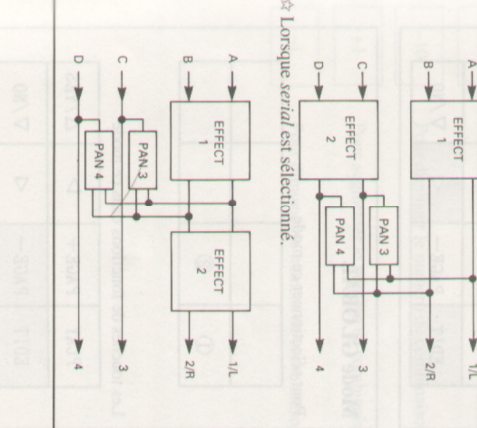 A
1/L
EFFECT
1
B
2/R
PAN 3
C
3
EFFECT
2
PAN 4
D
4
☆ Lorsque serial est sélectionné.
A
1/L
EFFECT
1
EFFECT
2
B
2/R
PAN 3
C
3
PAN 4
D
4